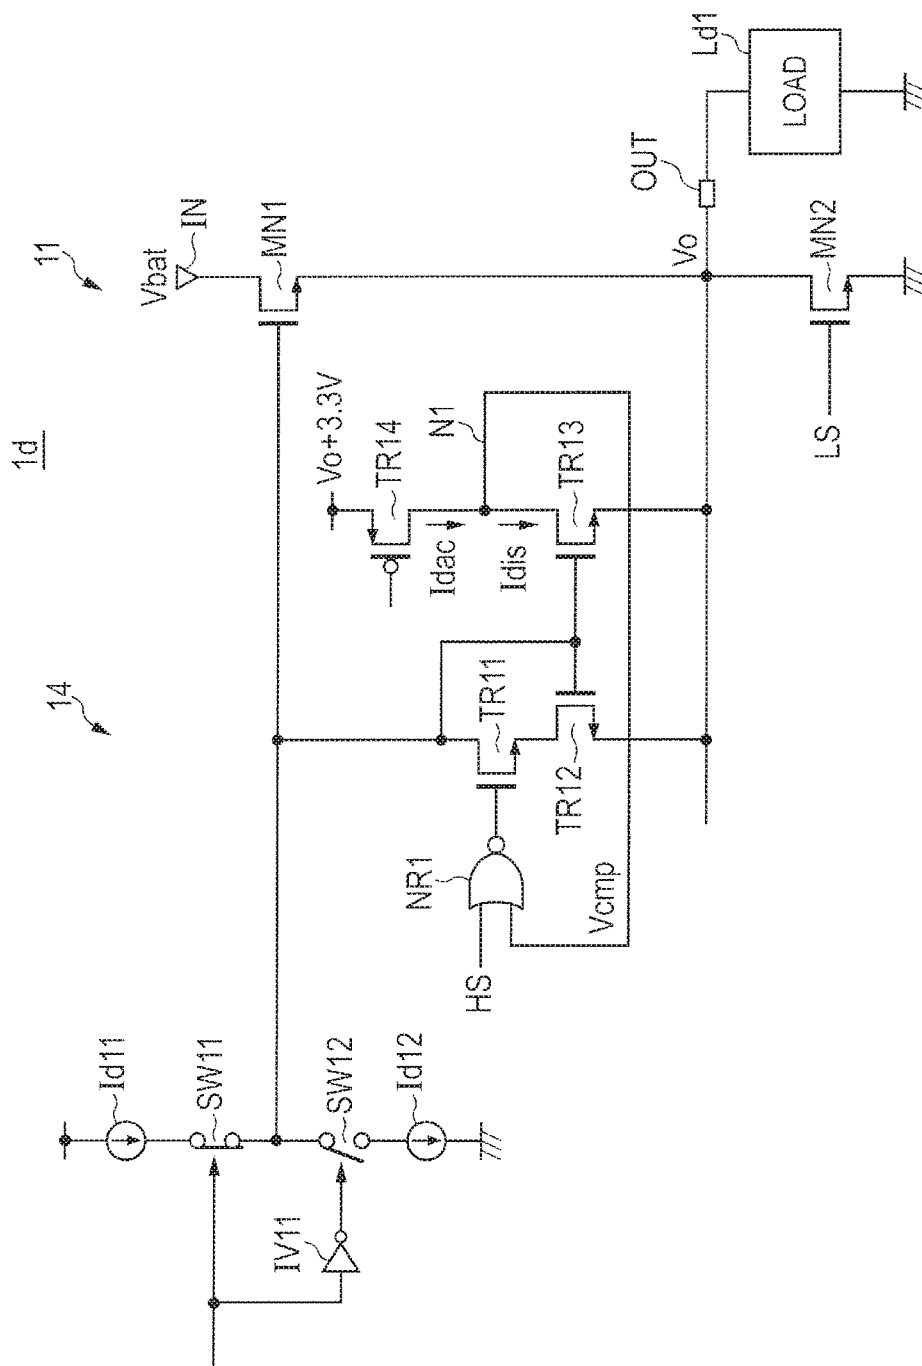 1d
14
11
Vbat
IN
MN1
Vo+3.3V
TR14
Idac
N1
Idis
TR13
TR11
TR12
NR1
HS
Vcmp
Id11
SW11
SW12
Id12
IV11
Vo
OUT
Ld1
LOAD
MN2
LS